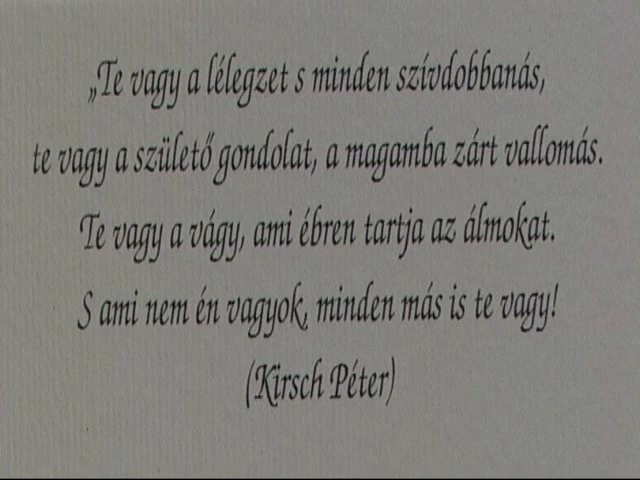 „Te vagy a lélegzet s minden szívdobbanás,
te vagy a születő gondolat, a magamba zárt vallomás.
Te vagy a vágy, ami ébren tartja az álmokat.
S ami nem én vagyok, minden más is te vagy!
(Kirsch Péter)